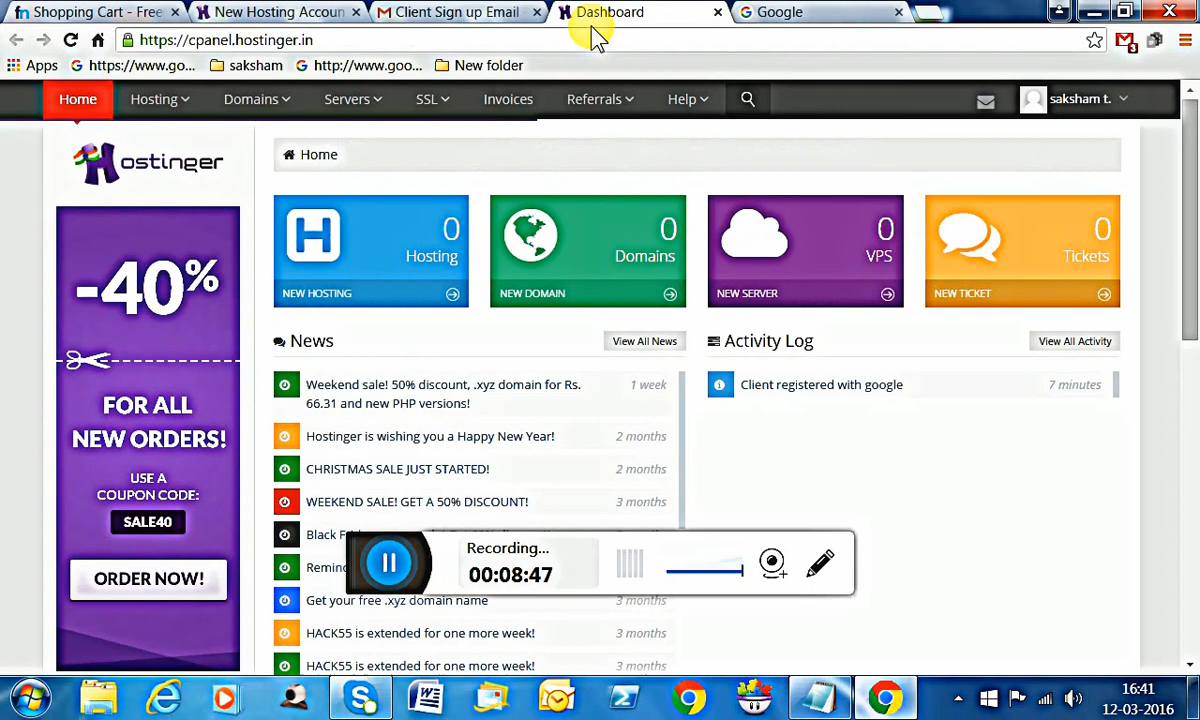 Shopping Cart - Free
New Hosting Accoun
Client Sign up Email
Dashboard
Google
https://cpanel.hostinger.in
Apps
https://www.go...
saksham
http://www.goo...
New folder
3
Home
Hosting
Domains
Servers
SSL
Invoices
Referrals
Help
saksham t.
Hostinger
Home
-40%
FOR ALL
NEW ORDERS!
USE A
COUPON CODE:
SALE40
ORDER NOW!
H
0
Hosting
NEW HOSTING
0
Domains
NEW DOMAIN
0
VPS
NEW SERVER
0
Tickets
NEW TICKET
News
View All News
Weekend sale! 50% discount, .xyz domain for Rs.
66.31 and new PHP versions!
1 week
Hostinger is wishing you a Happy New Year!
2 months
CHRISTMAS SALE JUST STARTED!
2 months
WEEKEND SALE! GET A 50% DISCOUNT!
3 months
Black
Get your free .xyz domain name
3 months
HACK55 is extended for one more week!
3 months
HACK55 is extended for one more week!
3 months
Activity Log
View All Activity
Client registered with google
7 minutes
Recording...
00:08:47
16:41
12-03-2016